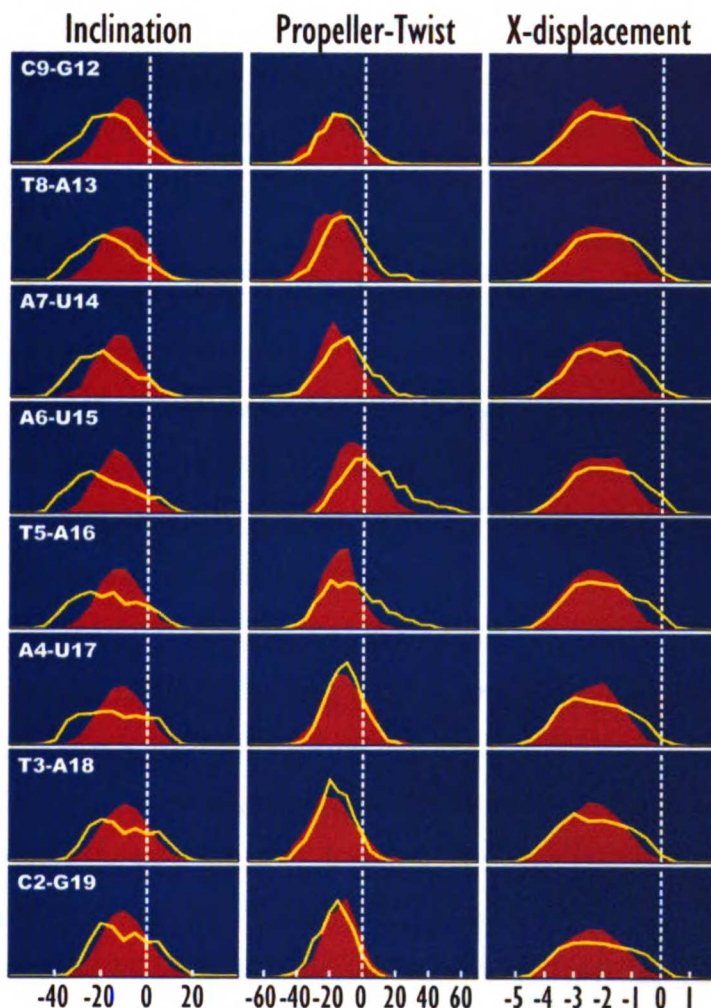 Inclination Propeller-Twist X-displacement
C9-G12
T8-A13
A7-U14
A6-U15
T5-A16
A4-U17
T3-A18
C2-G19
-40 -20 0 20 -60 -40 -20 0 20 40 60 -5 -4 -3 -2 -1 0 1